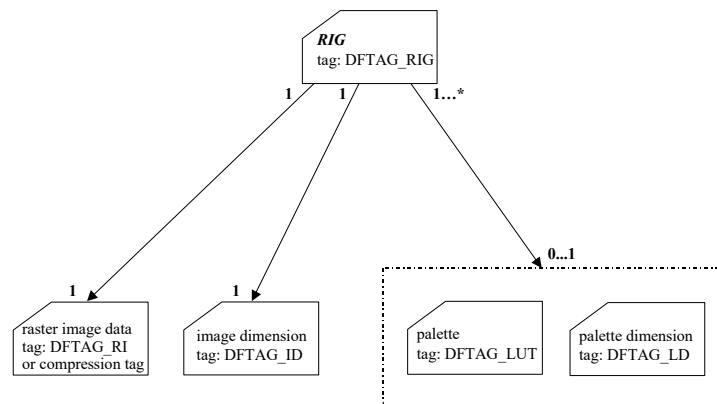 RIG
tag: DFTAG_RIG
1
1
1…*
1
1
0...1
raster image data
tag: DFTAG_RI
or compression tag
image dimension
tag: DFTAG_ID
palette
tag: DFTAG_LUT
palette dimension
tag: DFTAG_LD